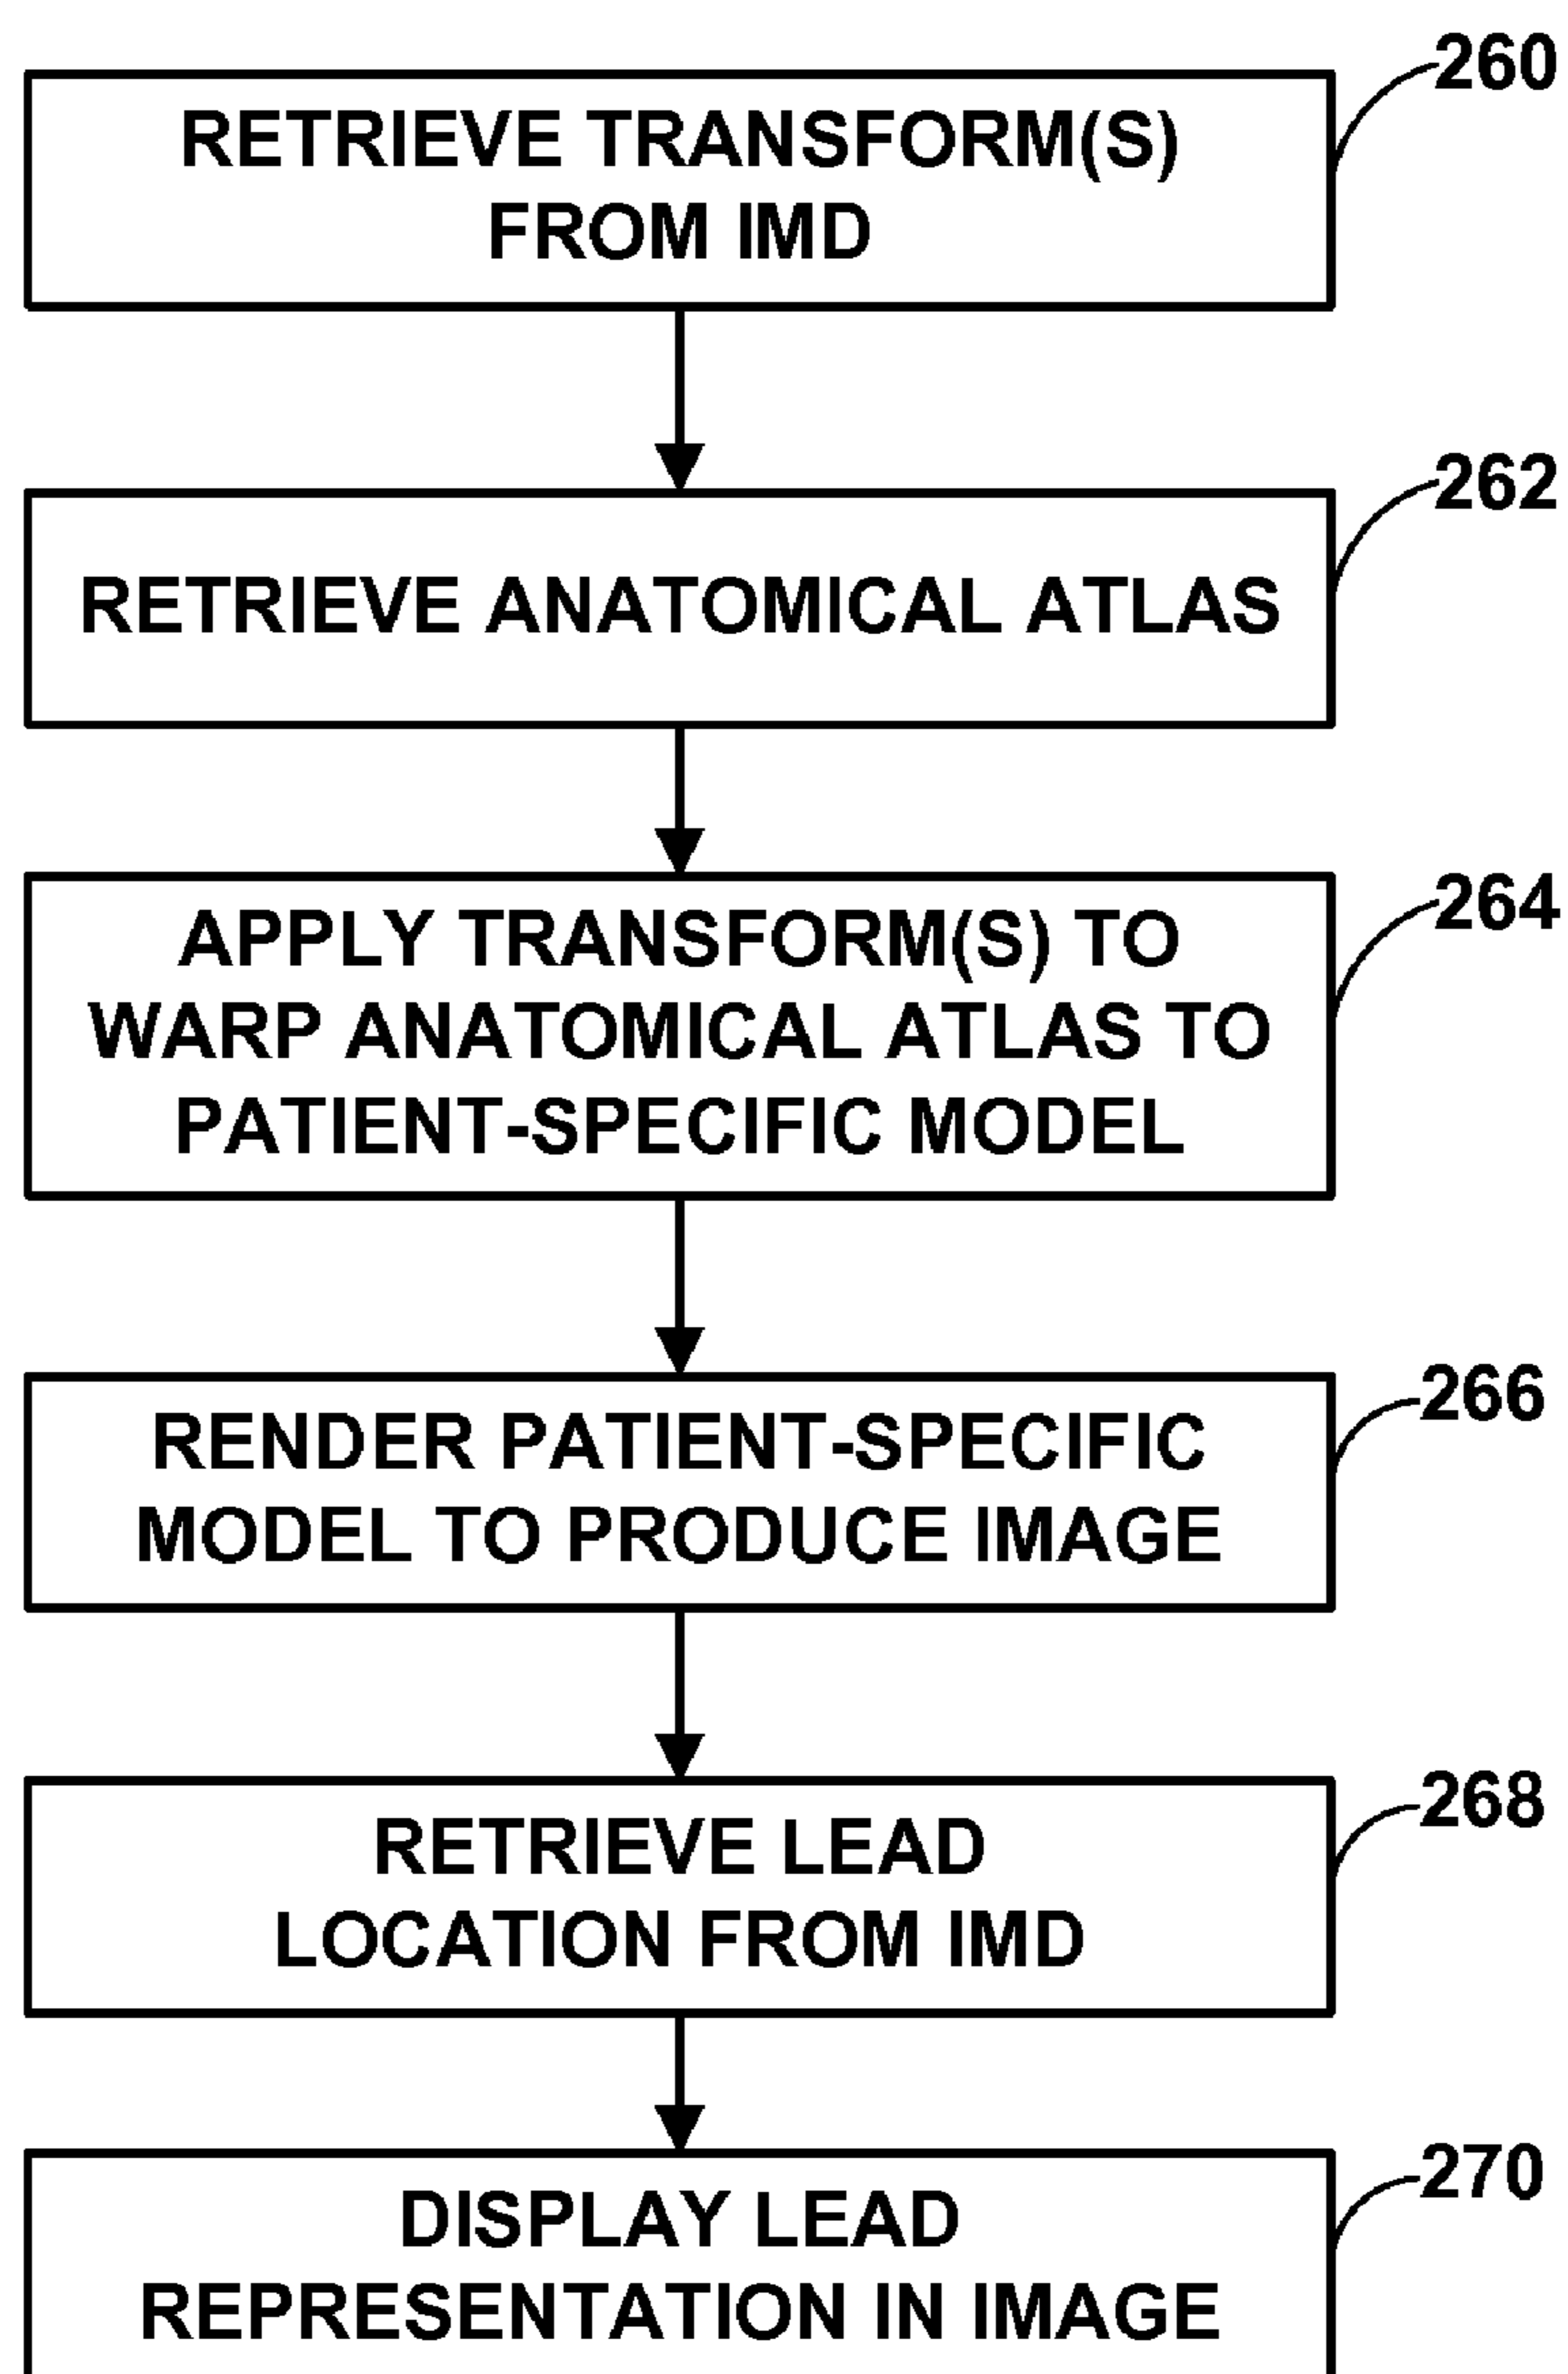 260
RETRIEVE TRANSFORM(S)
FROM IMD
262
RETRIEVE ANATOMICAL ATLAS
264
APPLY TRANSFORM(S) TO
WARP ANATOMICAL ATLAS TO
PATIENT-SPECIFIC MODEL
266
RENDER PATIENT-SPECIFIC
MODEL TO PRODUCE IMAGE
268
RETRIEVE LEAD
LOCATION FROM IMD
270
DISPLAY LEAD
REPRESENTATION IN IMAGE